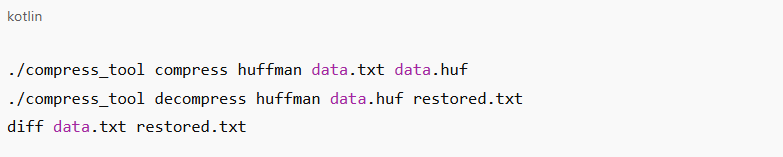 kotlin
./compress_tool compress huffman data.txt data.huf
./compress_tool decompress huffman data.huf restored.txt
diff data.txt restored.txt